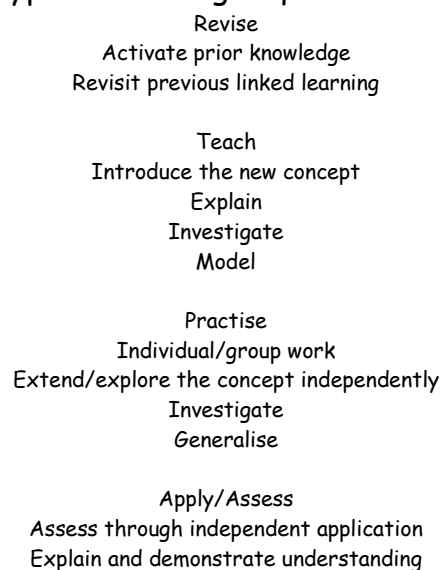 Revise
Activate prior knowledge
Revisit previous linked learning
Teach
Introduce the new concept
Explain
Investigate
Model
Practise
Individual/group work
Extend/explore the concept independently
Investigate
Generalise
Apply/Assess
Assess through independent application
Explain and demonstrate understanding